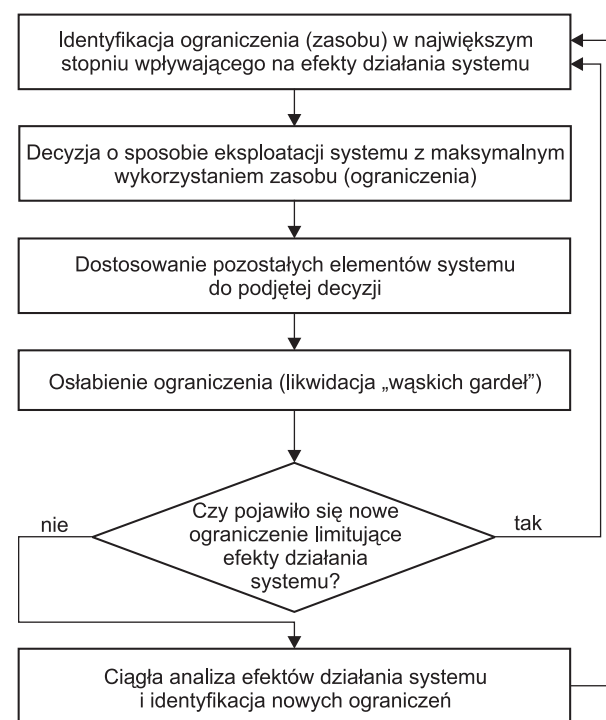 Identyfikacja ograniczenia (zasobu) w największym
stopniu wpływającego na efekty działania systemu
Decyzja o sposobie eksploatacji systemu z maksymalnym
wykorzystaniem zasobu (ograniczenia)
Dostosowanie pozostałych elementów systemu
do podjętej decyzji
Osłabienie ograniczenia (likwidacja „wąskich gardeł”)
Czy pojawiło się nowe
ograniczenie limitujące
efekty działania
systemu?
nie
tak
Ciągła analiza efektów działania systemu
i identyfikacja nowych ograniczeń